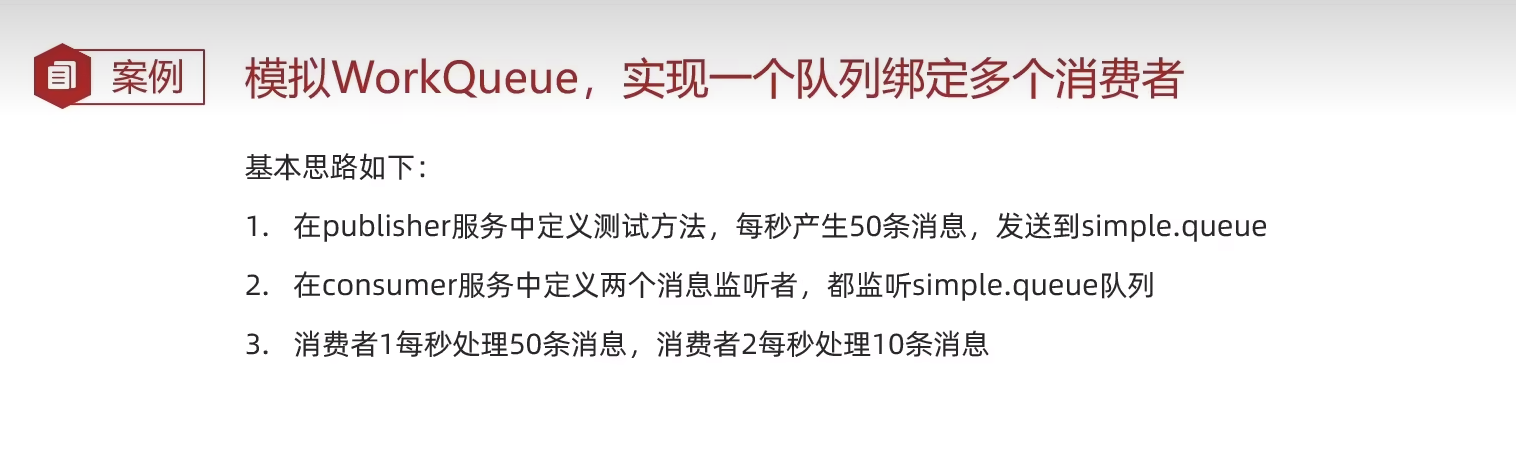 案例 模拟WorkQueue，实现一个队列绑定多个消费者
基本思路如下：
1. 在publisher服务中定义测试方法，每秒产生50条消息，发送到simple.queue
2. 在consumer服务中定义两个消息监听者，都监听simple.queue队列
3. 消费者1每秒处理50条消息，消费者2每秒处理10条消息